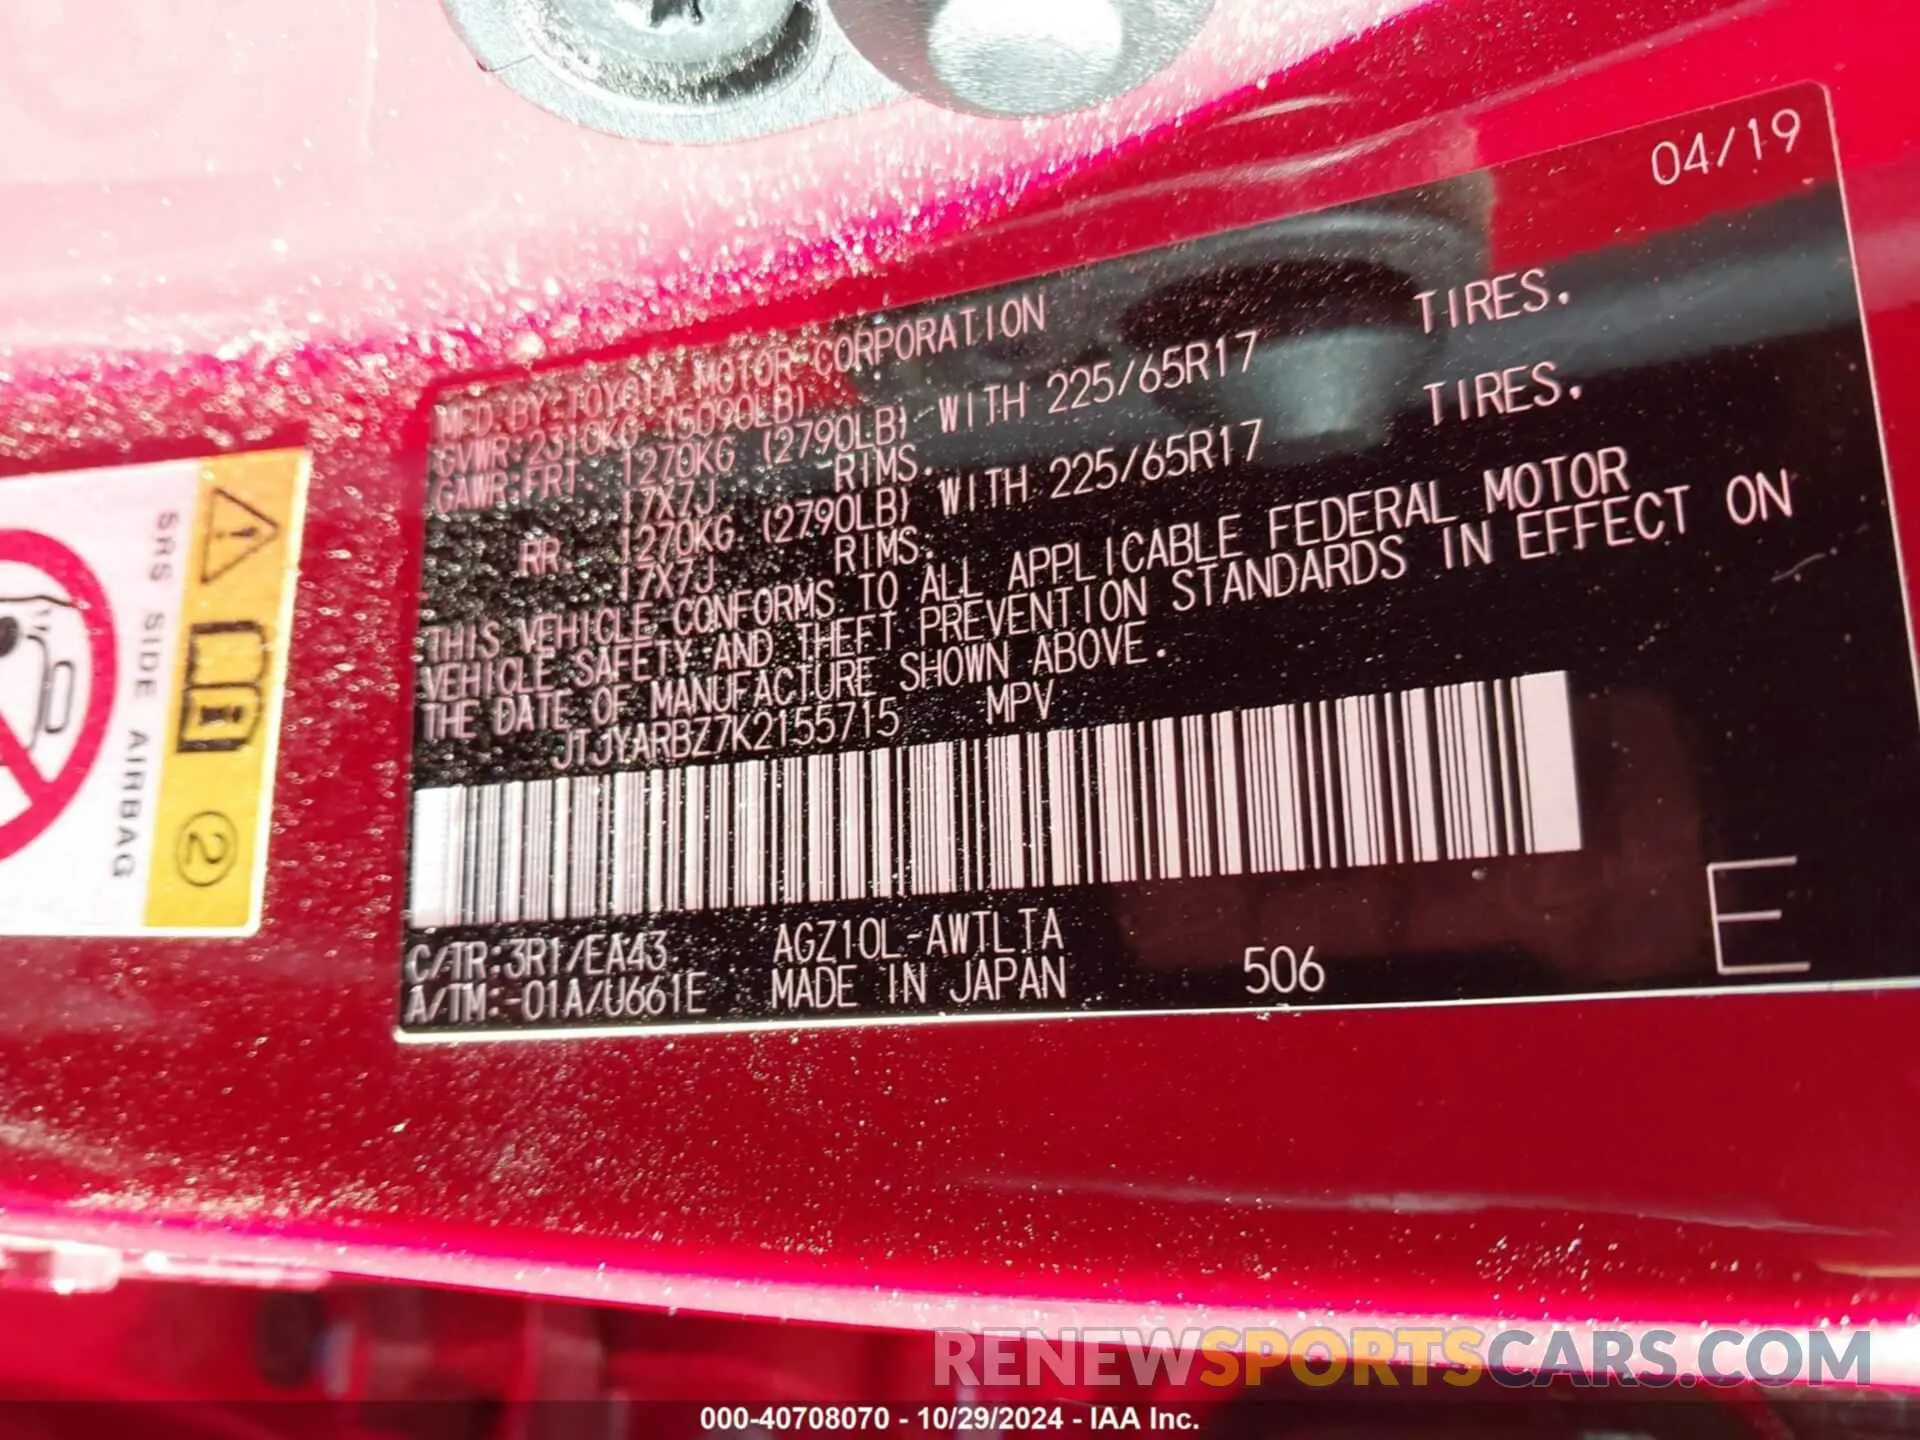 04/19
MFD.BY:TOYOTA MOTOR CORPORATION
GVWR:2310KG (5090LB)
GAWR:FRT. 1270KG (2790LB) WITH 225/65R17 TIRES.
17X7J RIMS.
RR. 1270KG (2790LB) WITH 225/65R17 TIRES.
17X7J RIMS.
THIS VEHICLE CONFORMS TO ALL APPLICABLE FEDERAL MOTOR
VEHICLE SAFETY AND THEFT PREVENTION STANDARDS IN EFFECT ON
THE DATE OF MANUFACTURE SHOWN ABOVE.
JTJYARBZ7K2155715 MPV
C/TR:3R1/EA43 AGZ10L-AWTLTA
A/TM:-01A/U661E MADE IN JAPAN 506
E
SRS SIDE AIRBAG
2
RENEWSPORTSCARS.COM
000-40708070 - 10/29/2024 - IAA Inc.